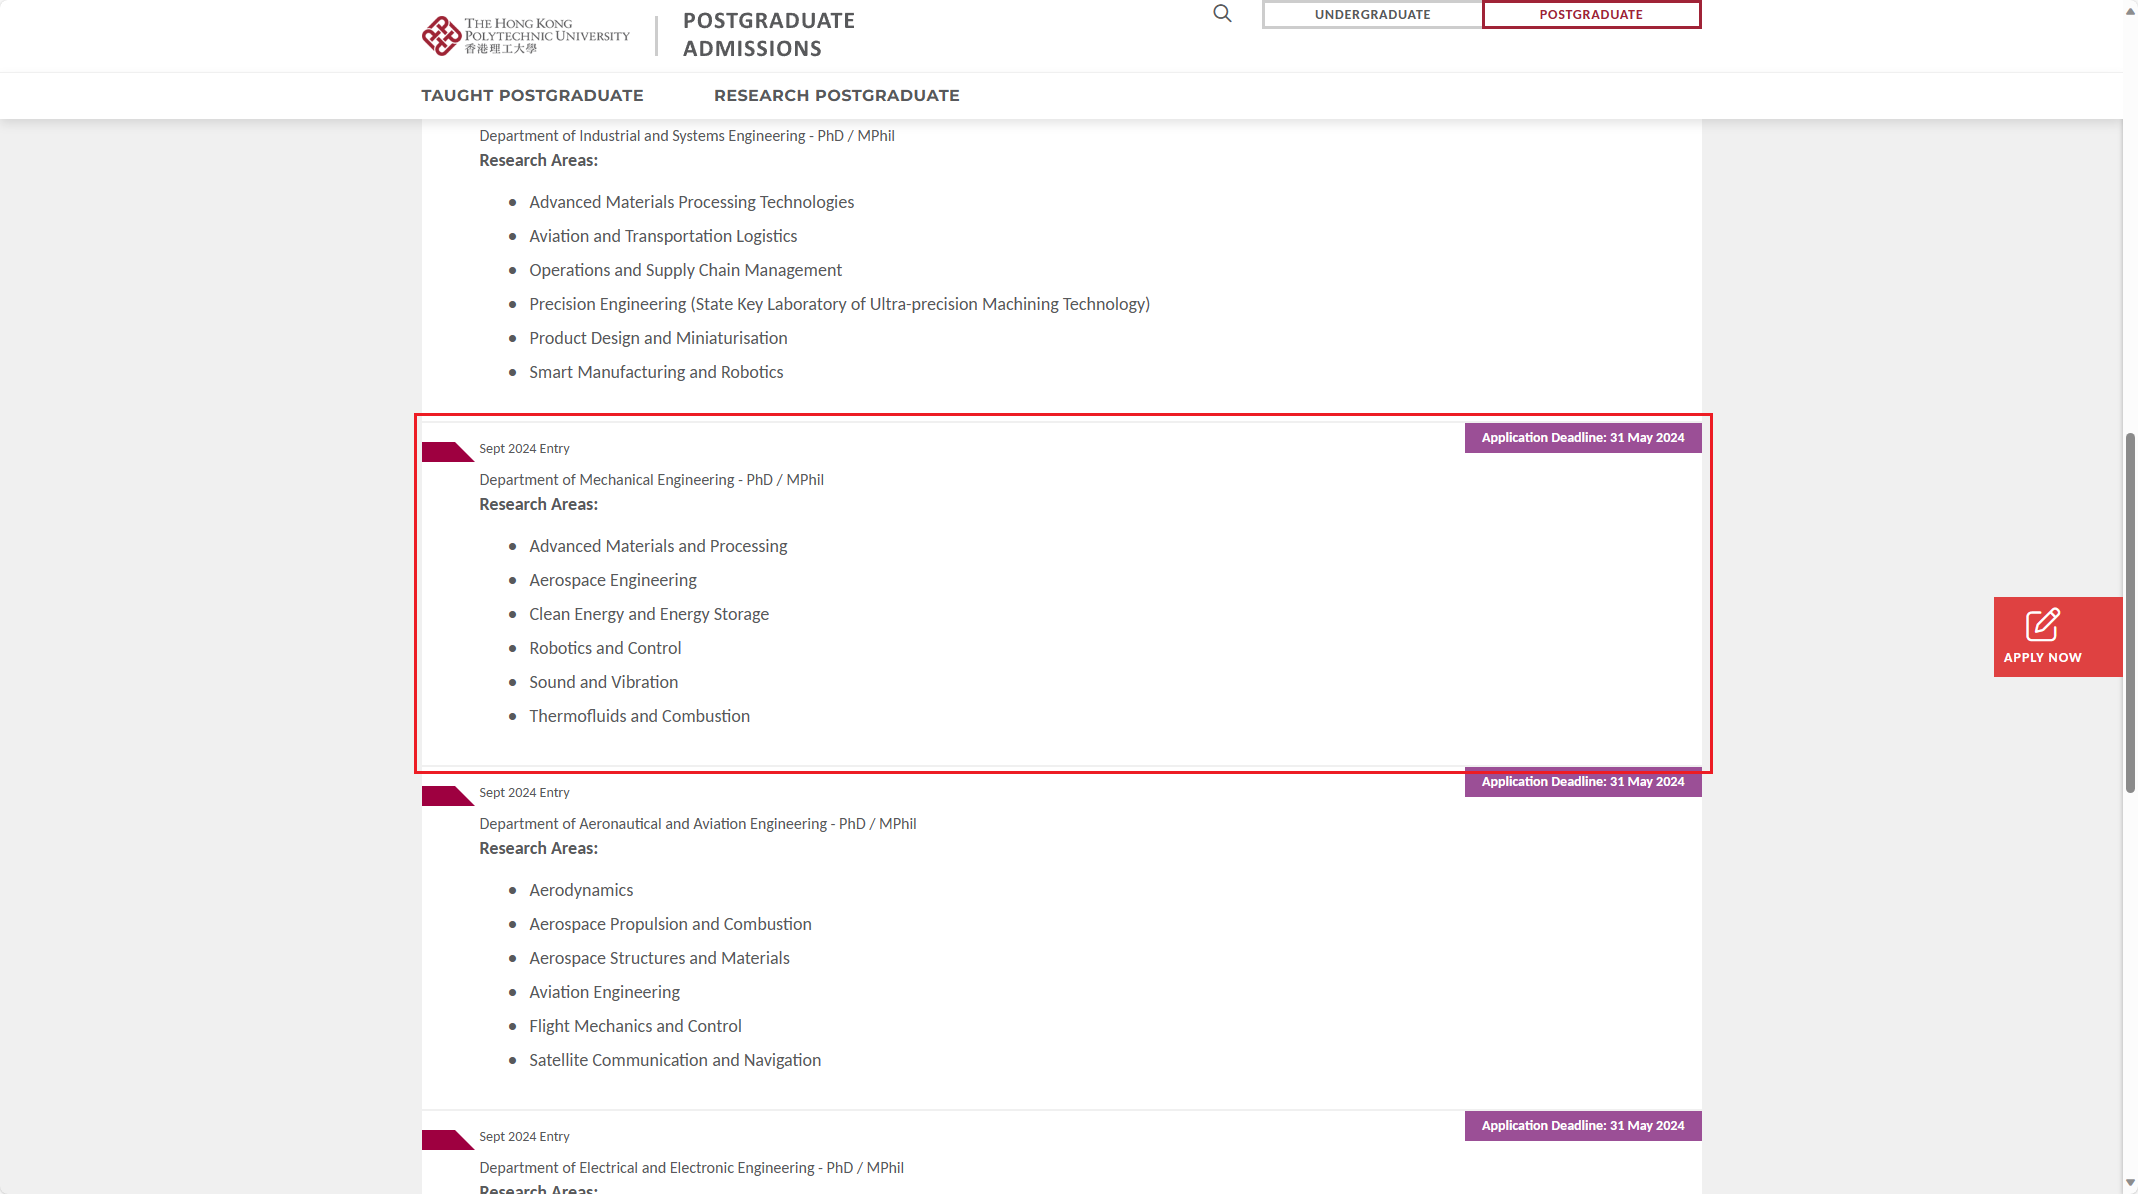 THE HONG KONG
POLYTECHNIC UNIVERSITY
香港理工大學
POSTGRADUATE
ADMISSIONS
UNDERGRADUATE
POSTGRADUATE
TAUGHT POSTGRADUATE
RESEARCH POSTGRADUATE
Department of Industrial and Systems Engineering - PhD / MPhil
Research Areas:
Advanced Materials Processing Technologies
Aviation and Transportation Logistics
Operations and Supply Chain Management
Precision Engineering (State Key Laboratory of Ultra-precision Machining Technology)
Product Design and Miniaturisation
Smart Manufacturing and Robotics
Application Deadline: 31 May 2024
Sept 2024 Entry
Department of Mechanical Engineering - PhD / MPhil
Research Areas:
Advanced Materials and Processing
Aerospace Engineering
Clean Energy and Energy Storage
Robotics and Control
Sound and Vibration
Thermofluids and Combustion
APPLY NOW
Application Deadline: 31 May 2024
Sept 2024 Entry
Department of Aeronautical and Aviation Engineering - PhD / MPhil
Research Areas:
Aerodynamics
Aerospace Propulsion and Combustion
Aerospace Structures and Materials
Aviation Engineering
Flight Mechanics and Control
Satellite Communication and Navigation
Application Deadline: 31 May 2024
Sept 2024 Entry
Department of Electrical and Electronic Engineering - PhD / MPhil
Research Areas: